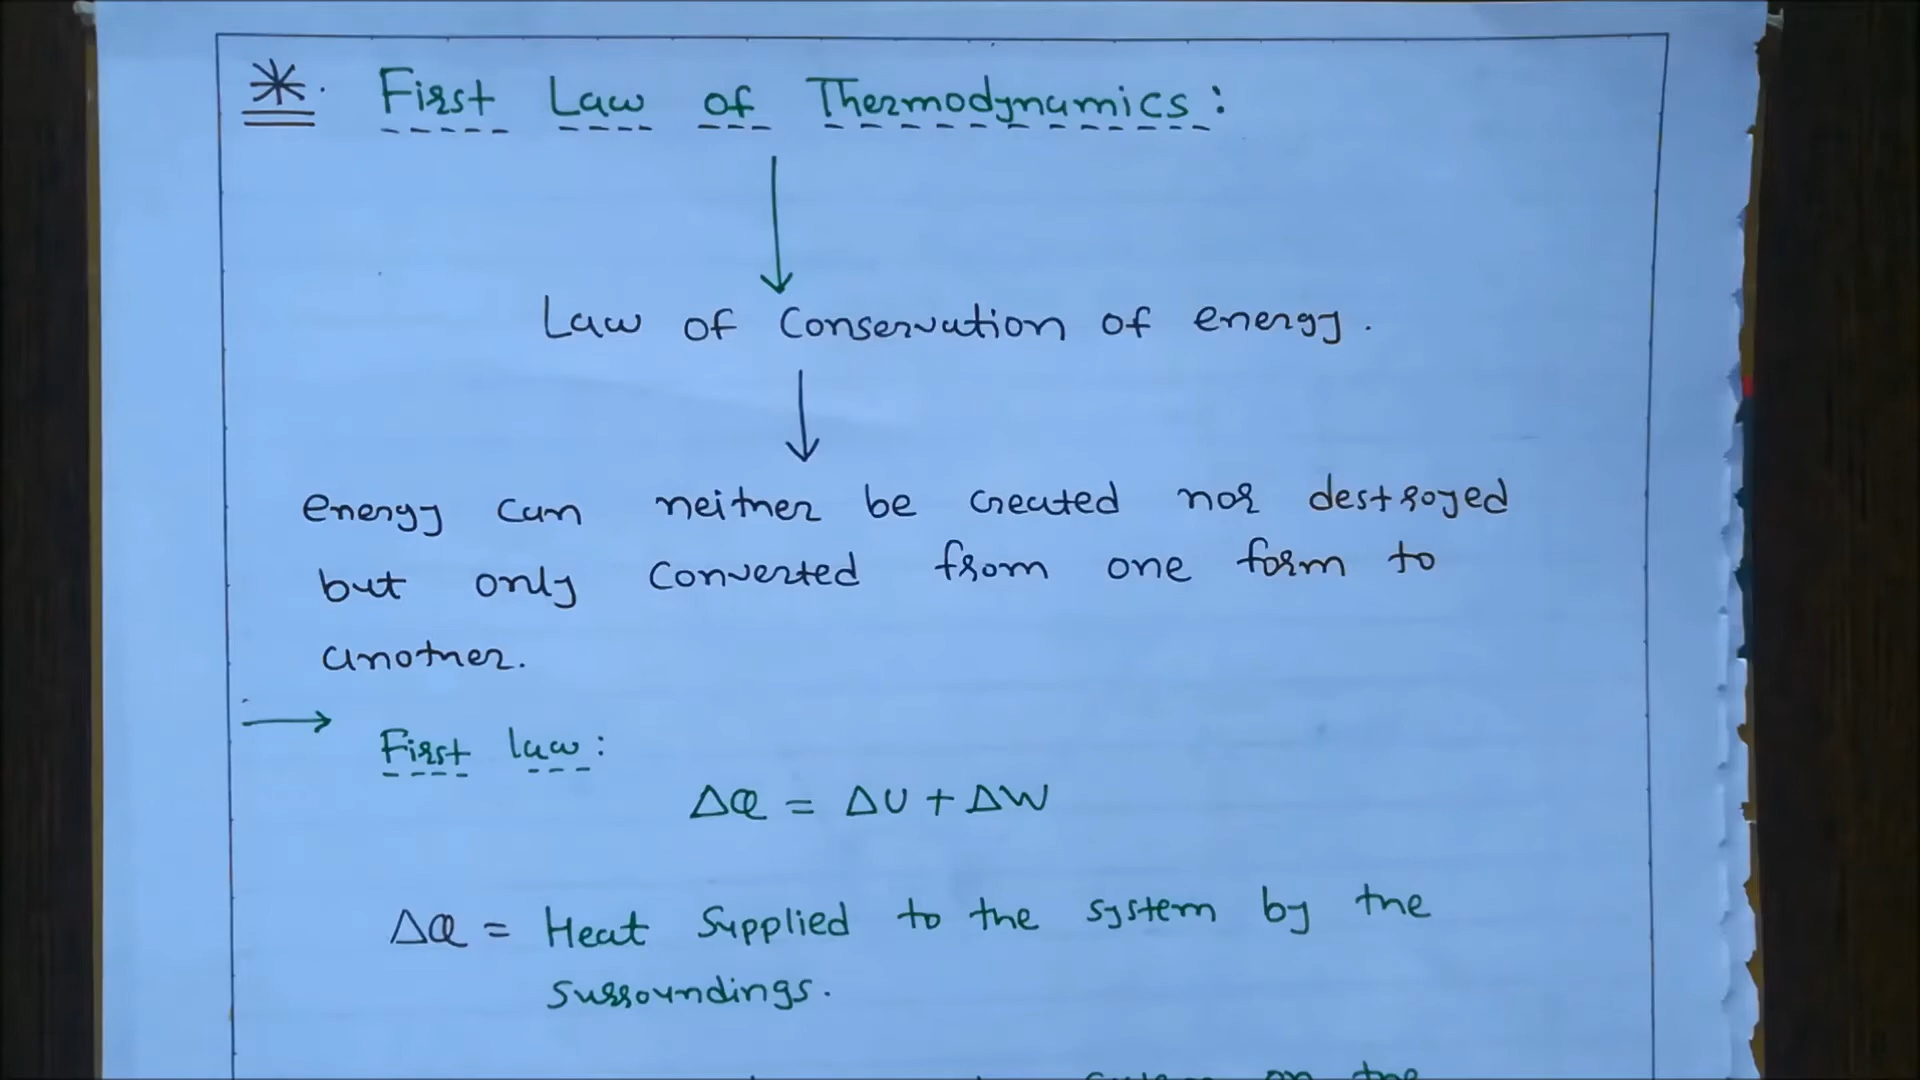 * First Law of Thermodynamics:
Law of Conservation of energy.
energy can neither be created nor destroyed
but only converted from one form to
another.
→ First law:
ΔQ = ΔU + ΔW
ΔQ = Heat Supplied to the system by the
surroundings.
on the